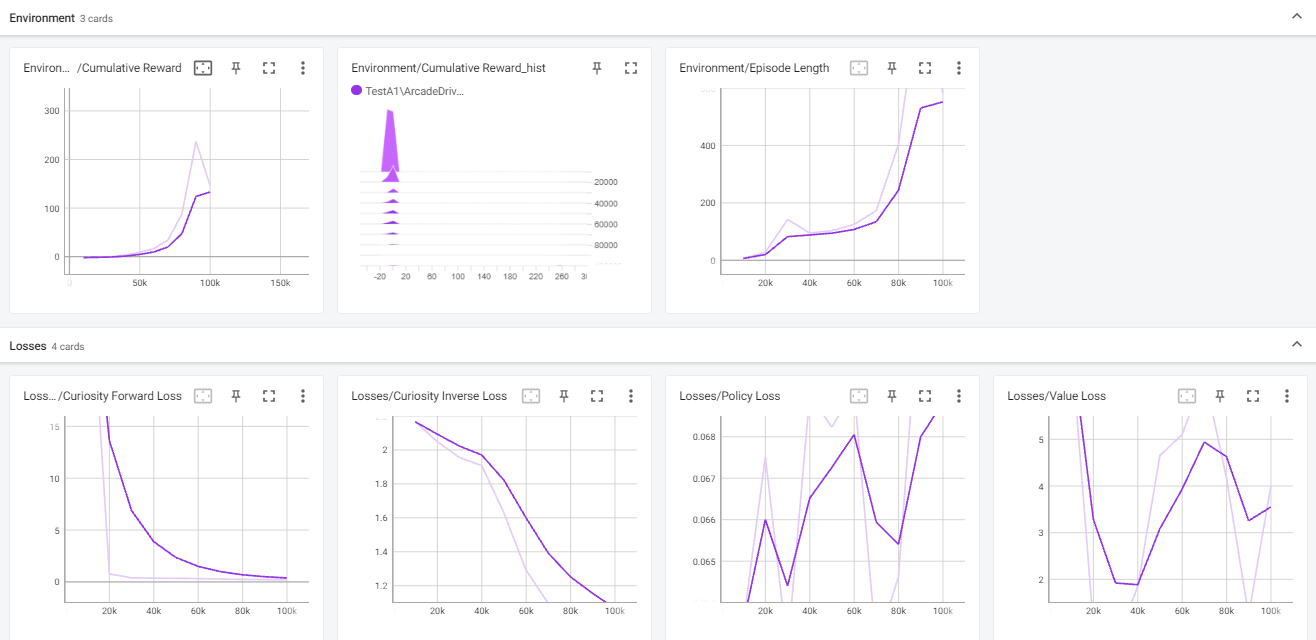 Environment 3 cards
Environ... /Cumulative Reward
300
200
100
0
0 50k 100k 150k
Environment/Cumulative Reward_hist
TestA1\ArcadeDriv...
20000
40000
60000
80000
-20 20 60 100 140 180 220 260 3
Environment/Episode Length
400
200
0
20k 40k 60k 80k 100k
Losses 4 cards
Loss... /Curiosity Forward Loss
15
10
5
0
20k 40k 60k 80k 100k
Losses/Curiosity Inverse Loss
2
1.8
1.6
1.4
1.2
20k 40k 60k 80k 100k
Losses/Policy Loss
0.068
0.067
0.066
0.065
20k 40k 60k 80k 100k
Losses/Value Loss
5
4
3
2
20k 40k 60k 80k 100k